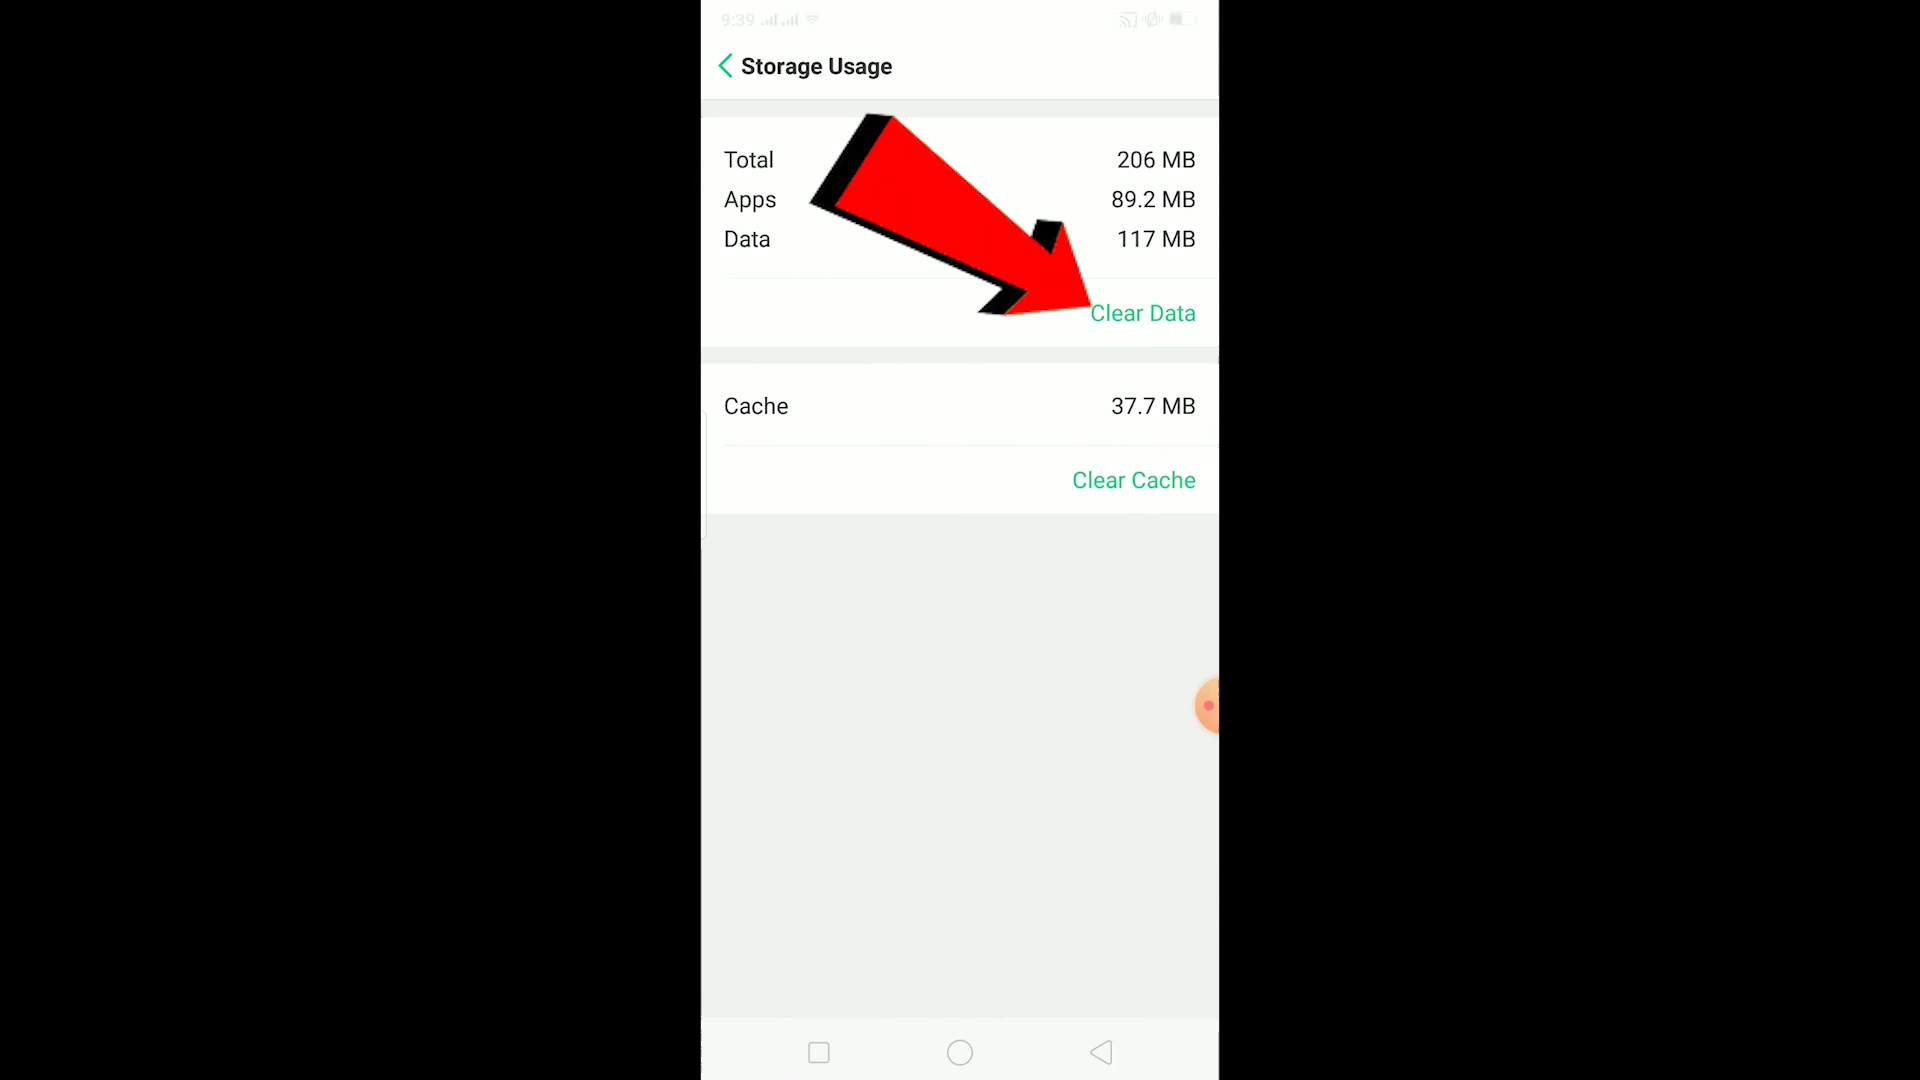 9:39
Storage Usage
Total 206 MB
Apps 89.2 MB
Data 117 MB
Clear Data
Cache 37.7 MB
Clear Cache